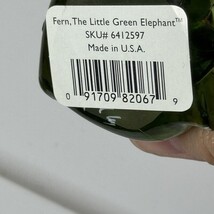 Fern,The Little Green Elephant™
SKU# 6412597
Made in U.S.A.
0 91709 82067 9